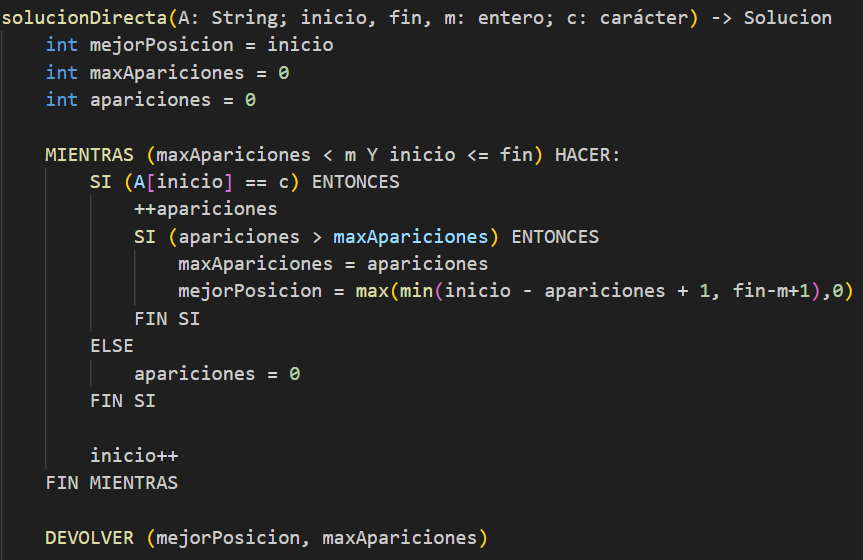 solucionDirecta(A: String; inicio, fin, m: entero; c: carácter) -> Solucion
    int mejorPosicion = inicio
    int maxApariciones = 0
    int apariciones = 0

    MIENTRAS (maxApariciones < m Y inicio <= fin) HACER:
        SI (A[inicio] == c) ENTONCES
            ++apariciones
            SI (apariciones > maxApariciones) ENTONCES
                maxApariciones = apariciones
                mejorPosicion = max(min(inicio - apariciones + 1, fin-m+1),0)
            FIN SI
        ELSE
            apariciones = 0
        FIN SI

        inicio++
    FIN MIENTRAS

    DEVOLVER (mejorPosicion, maxApariciones)